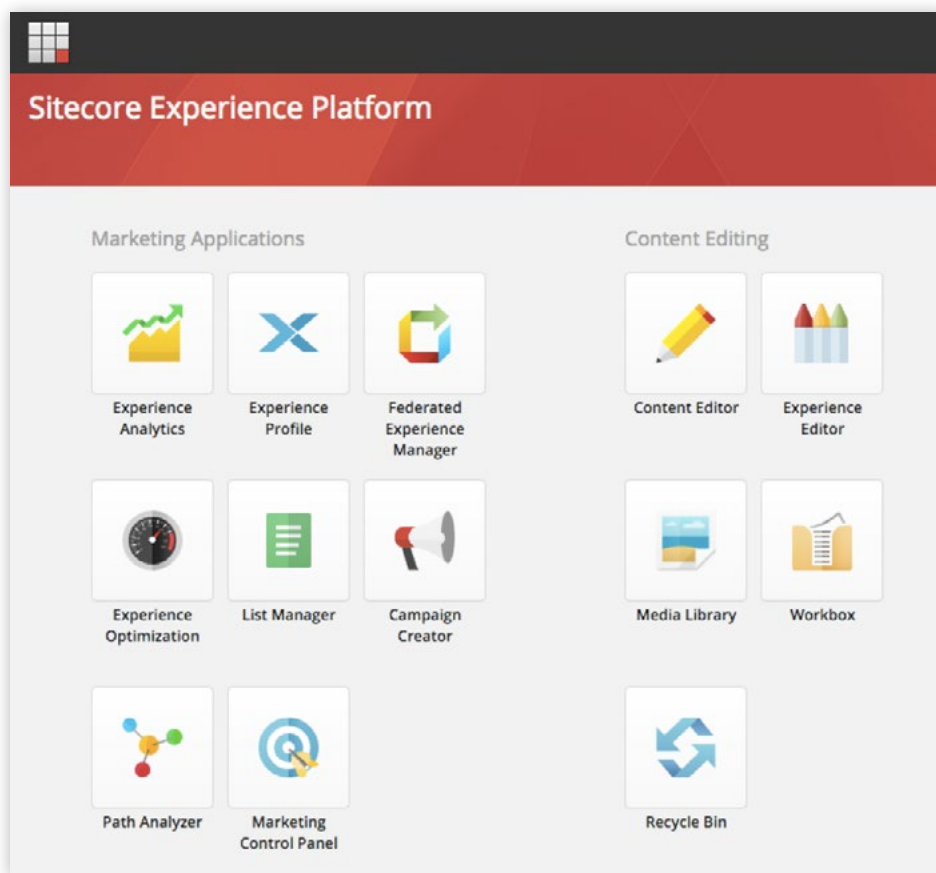 Sitecore Experience Platform
Marketing Applications
Experience
Analytics
Experience
Profile
Federated
Experience
Manager
Experience
Optimization
List Manager
Campaign
Creator
Path Analyzer
Marketing
Control Panel
Content Editing
Content Editor
Experience
Editor
Media Library
Workbox
Recycle Bin